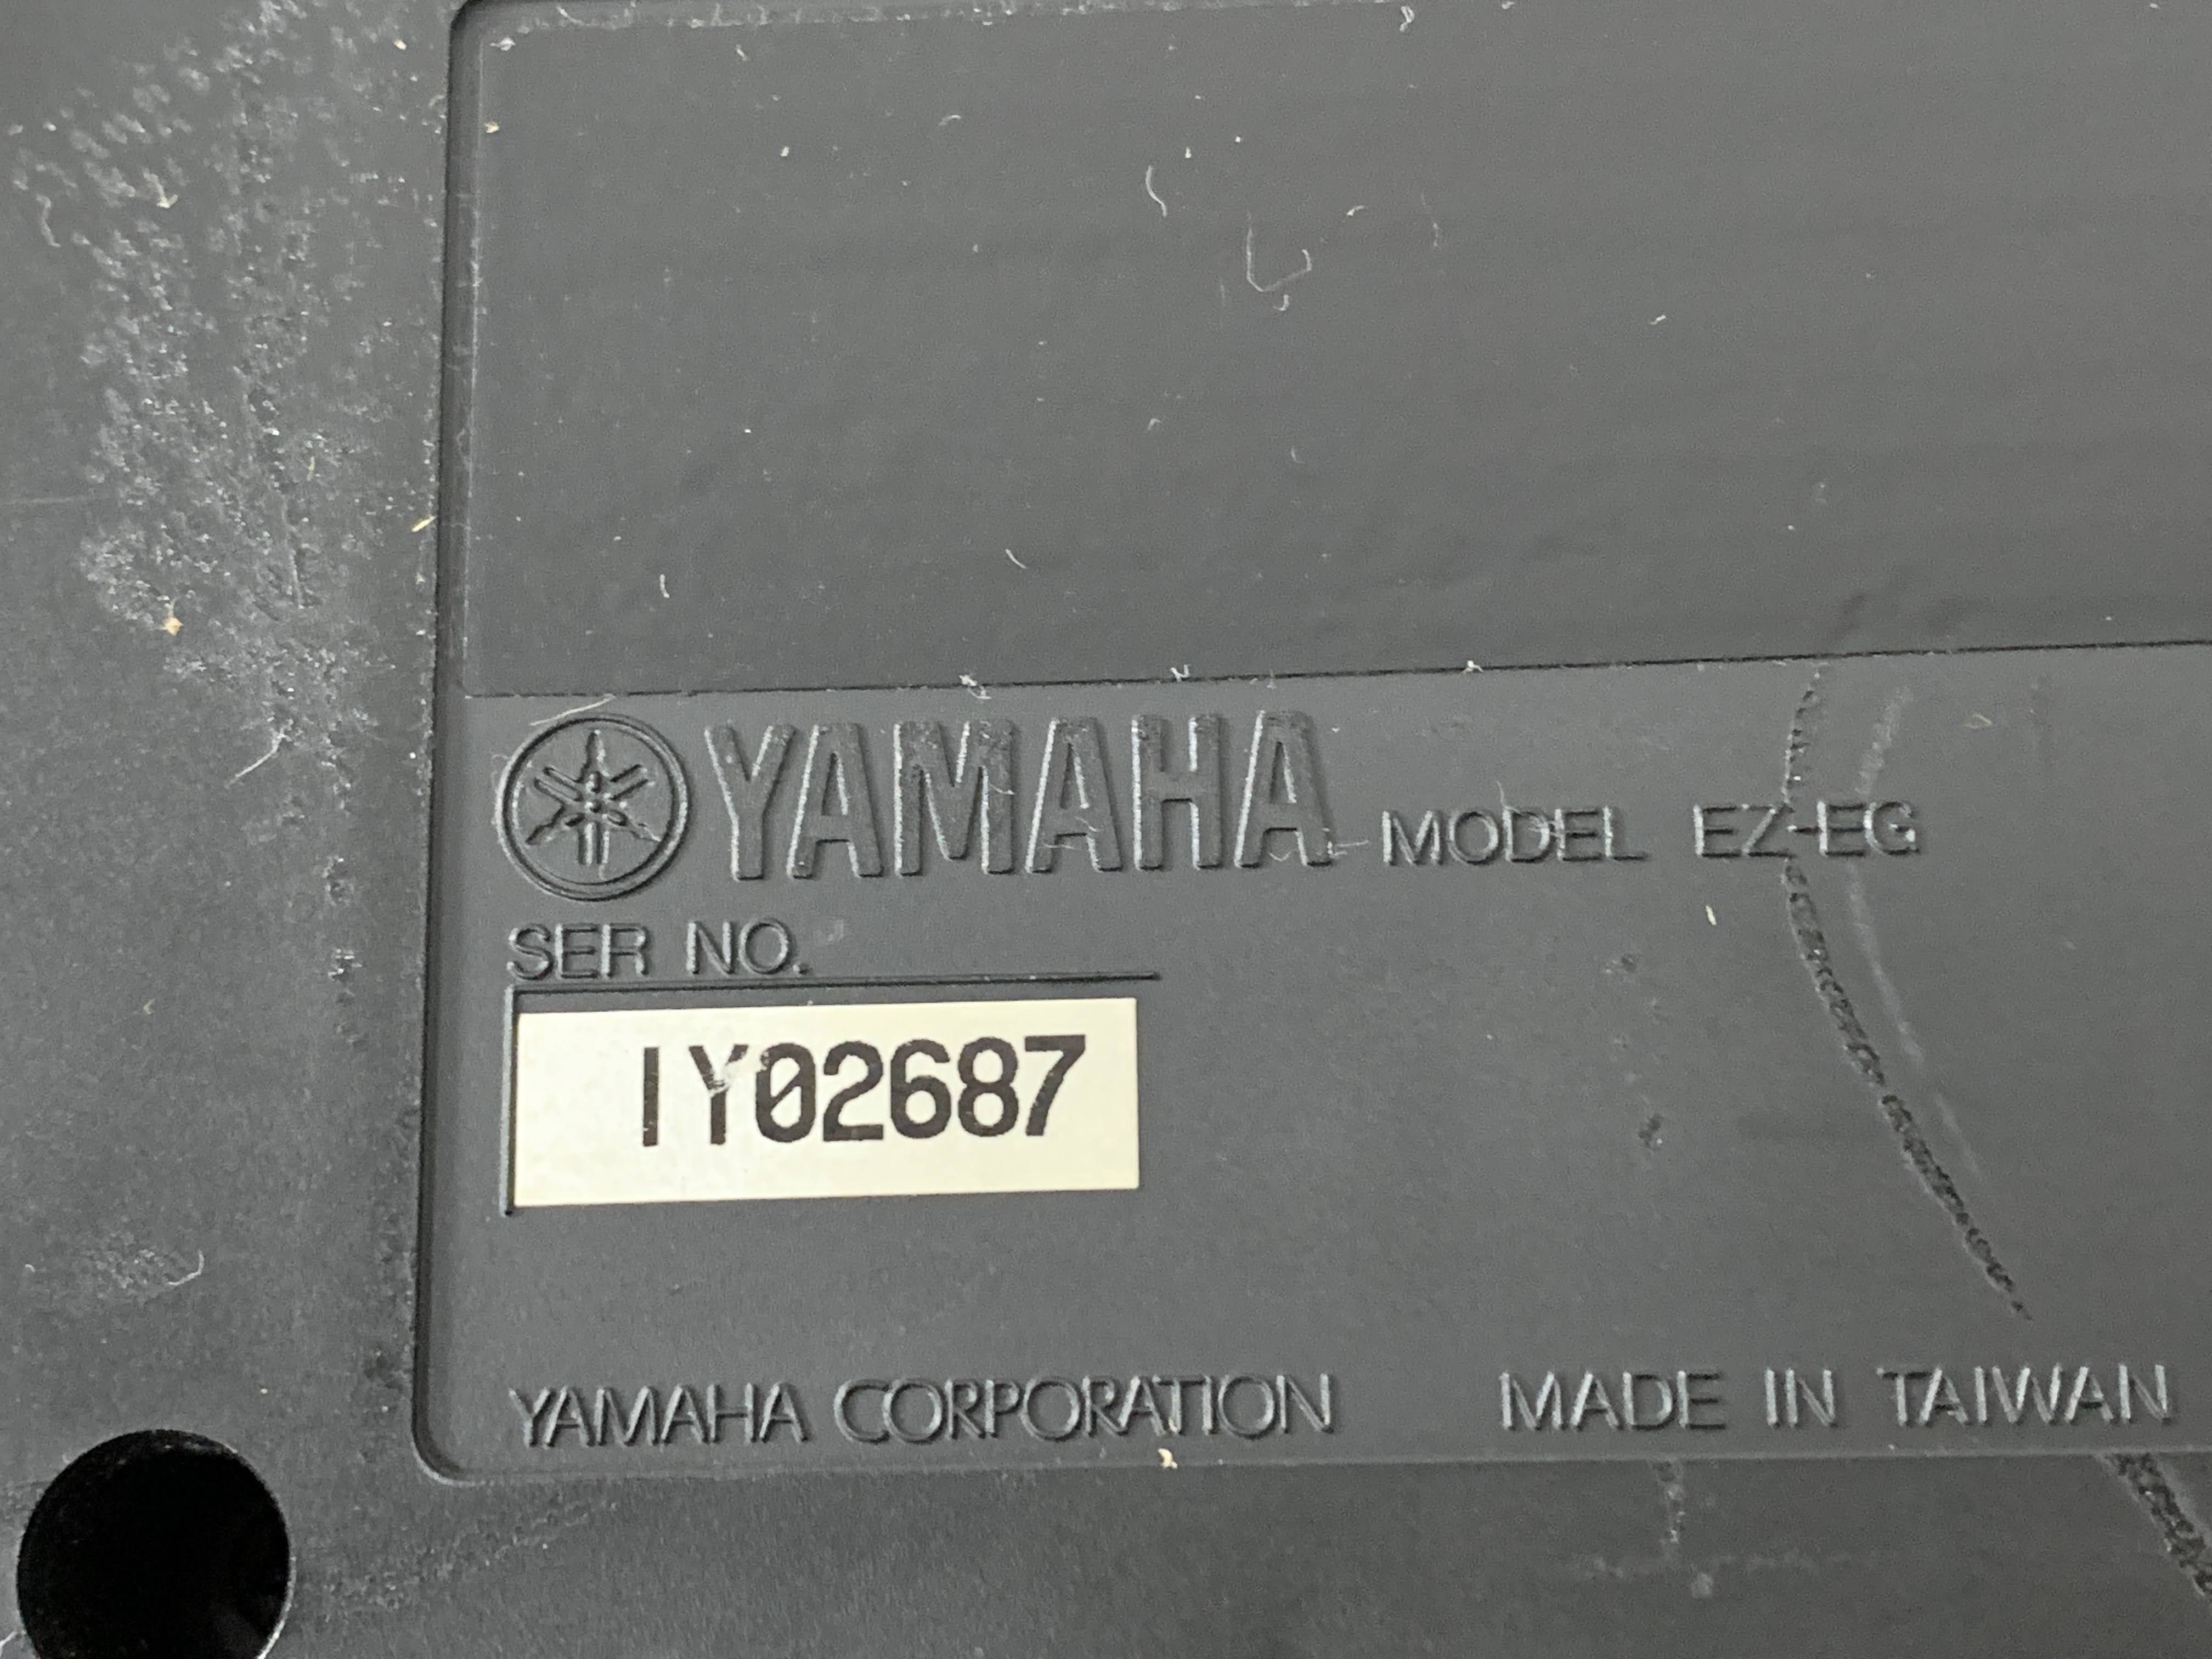 YAMAHA MODEL EZ-EG
SER NO.
IY02687
YAMAHA CORPORATION MADE IN TAIWAN